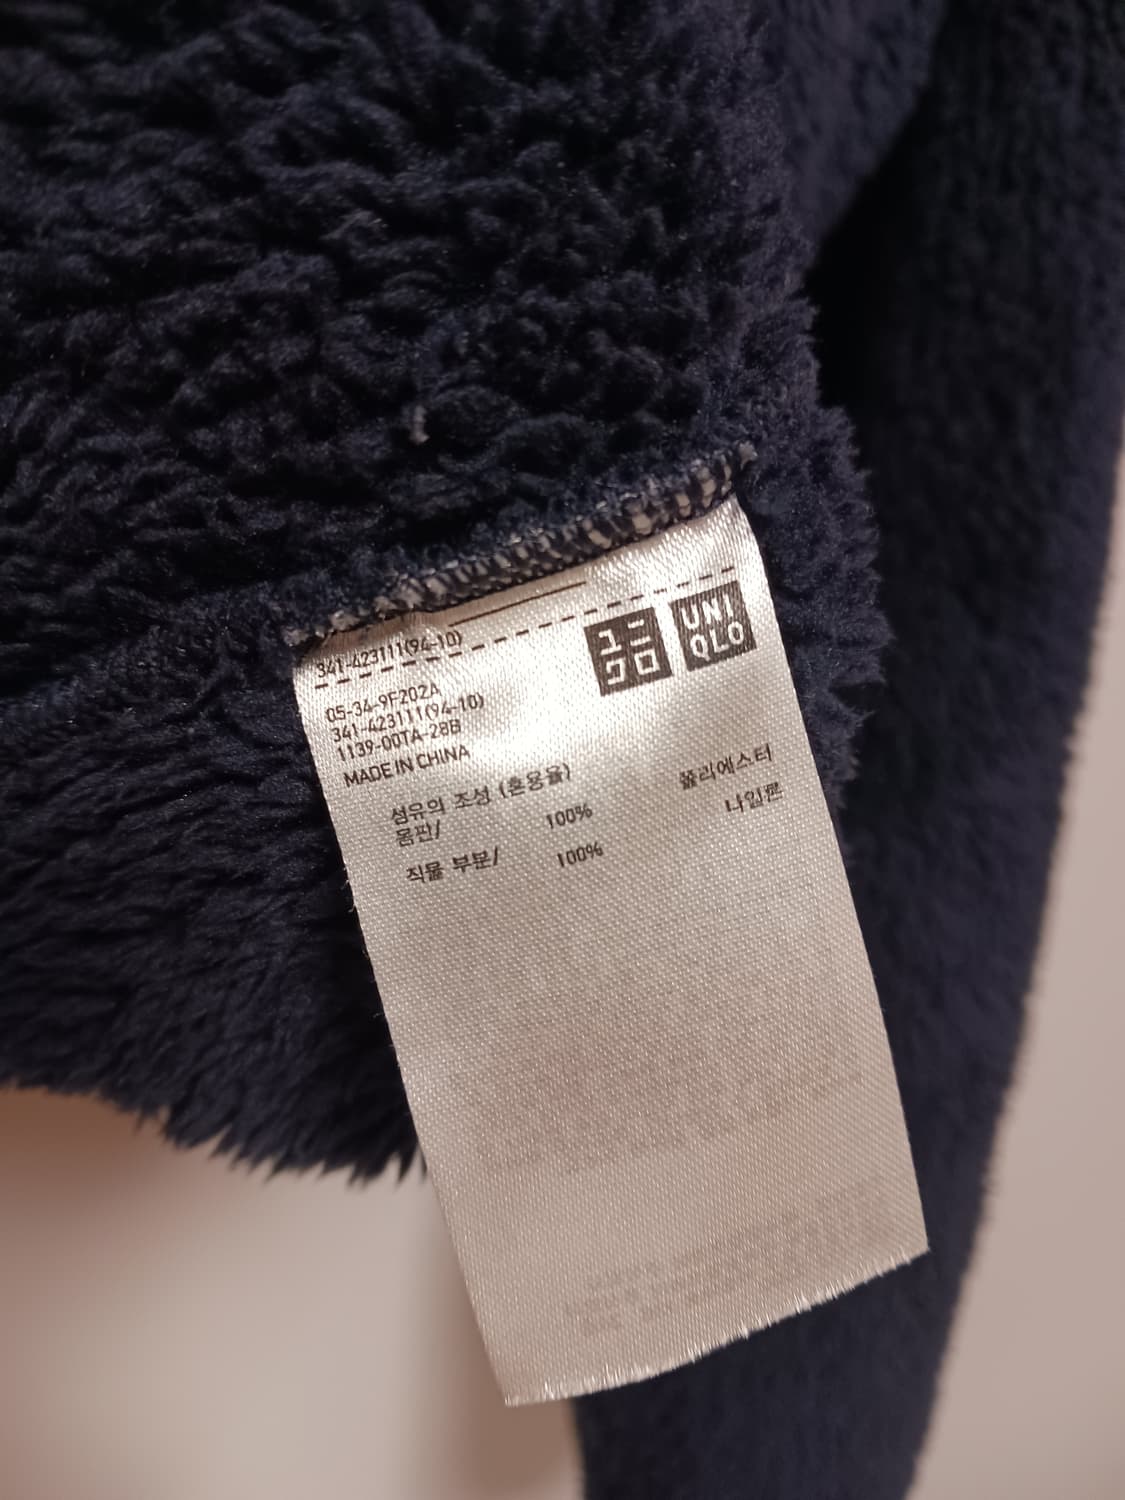 341-423111(94-10)
ユニ
クロ
UNI
QLO
05-34-9F202A
341-423111(94-10)
1139-00TA-28B
MADE IN CHINA
섬유의 조성 (혼용율)
몸판/ 100% 폴리에스터
직물 부분/ 100% 나일론